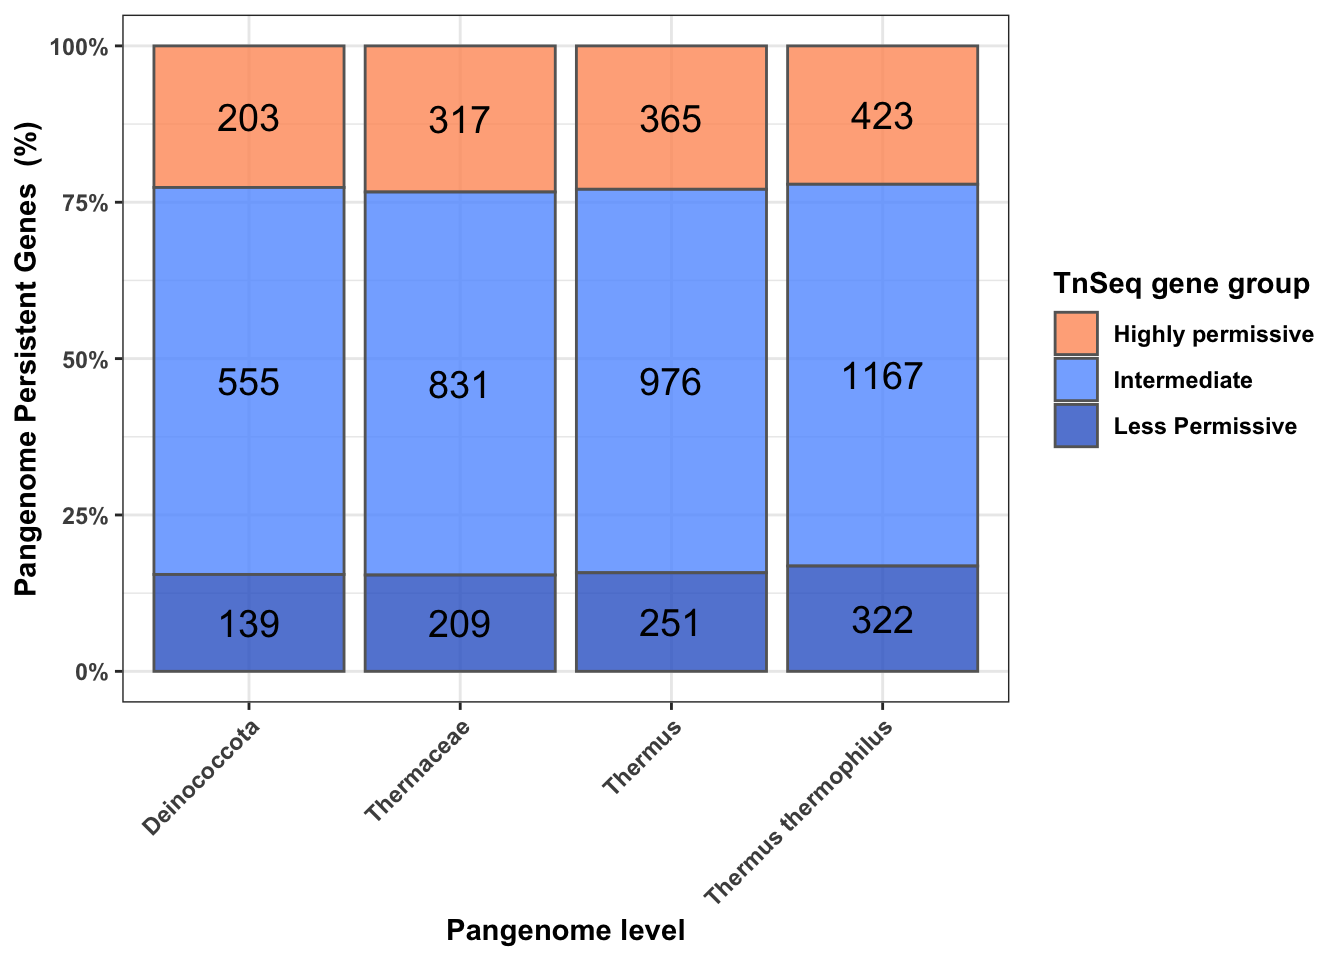 Pangenome Persistent Genes (%)
100%
75%
50%
25%
0%
203
317
365
423
555
831
976
1167
139
209
251
322
Deinococcota
Thermaceae
Thermus
Thermus thermophilus
Pangenome level
TnSeq gene group
Highly permissive
Intermediate
Less Permissive